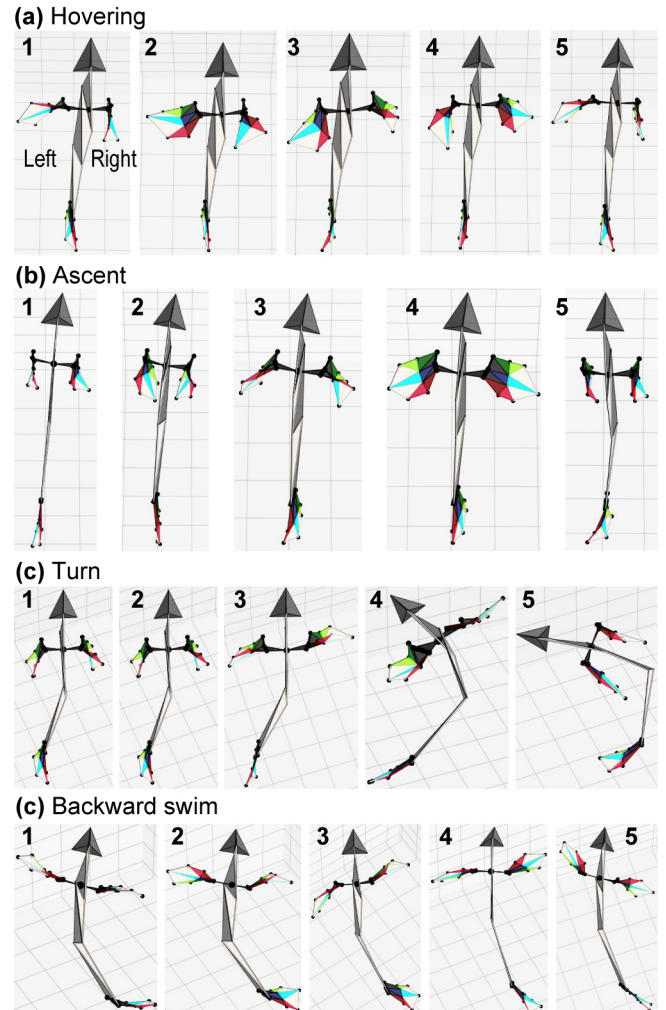 (a) Hovering
1 2 3 4 5
Left Right
(b) Ascent
1 2 3 4 5
(c) Turn
1 2 3 4 5
(c) Backward swim
1 2 3 4 5